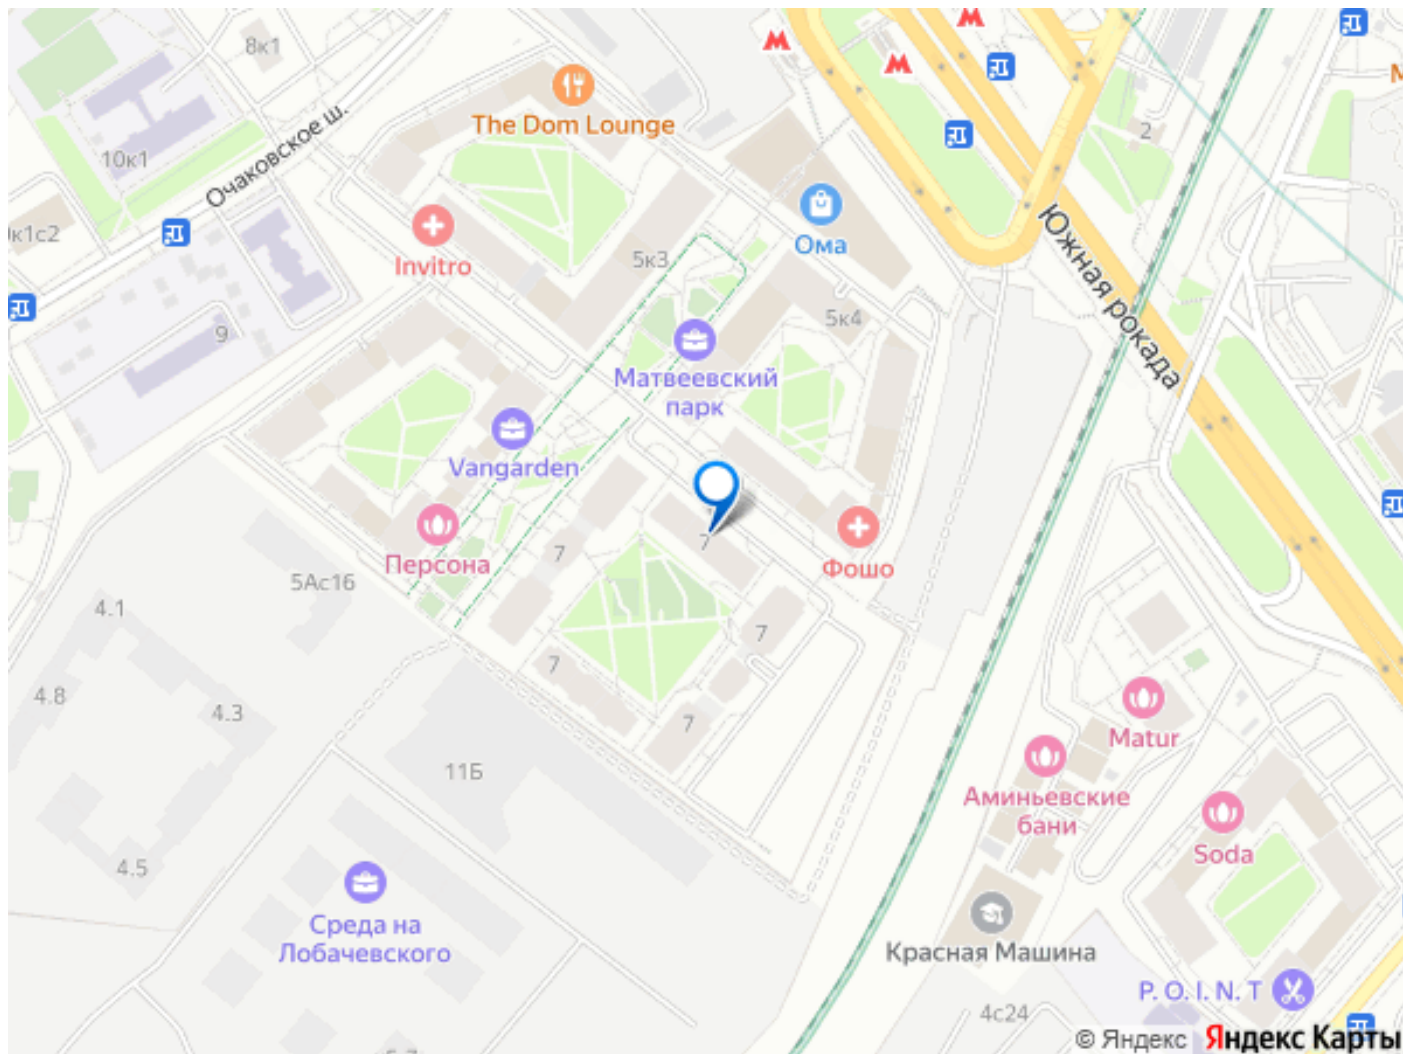 8к1
The Dom Lounge
10к1
Очаковское ш.
2
к1с2
Invitro
5к3
Ома
Южная рокада
9
5к4
Матвеевский
парк
Vangarden
Персона
7
7
Фошо
5Ас16
4.1
7
7
4.8
4.3
7
Matur
11Б
Аминьевские
бани
Soda
4.5
Среда на
Лобачевского
Красная Машина
P. O. I. N. T
4с24
© Яндекс Яндекс Карты